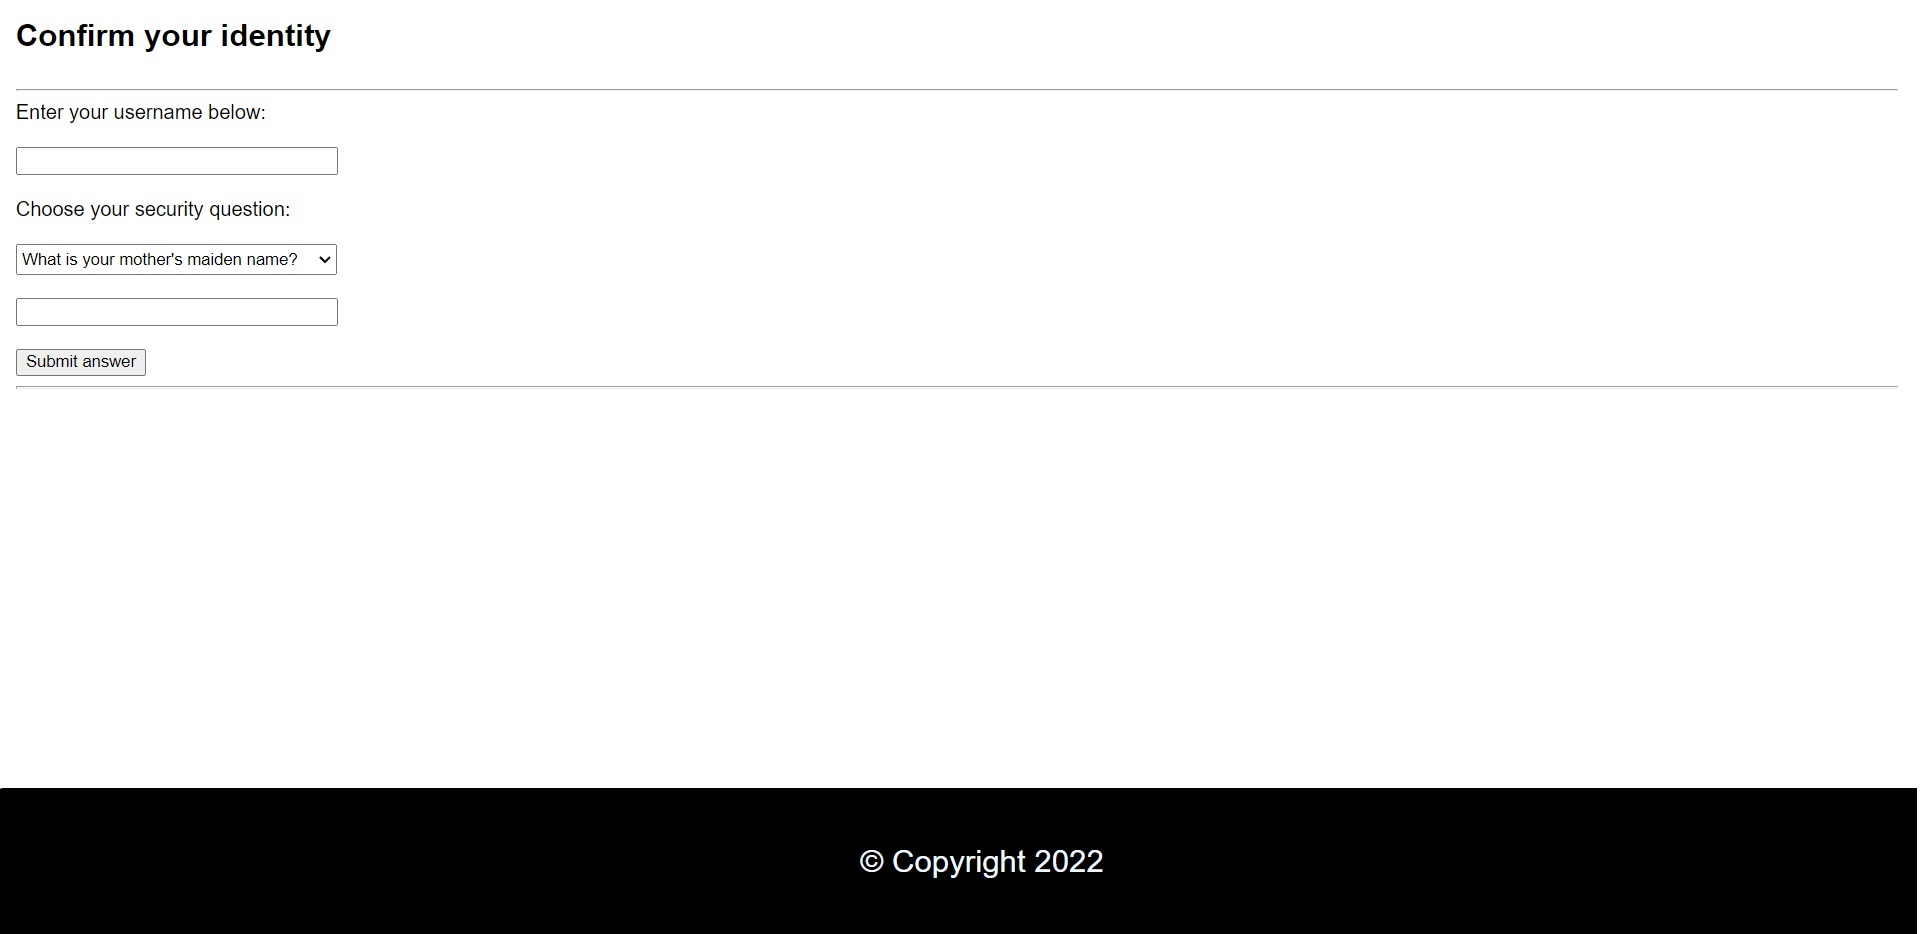 Confirm your identity
Enter your username below:
Choose your security question:
What is your mother's maiden name?
Submit answer
© Copyright 2022